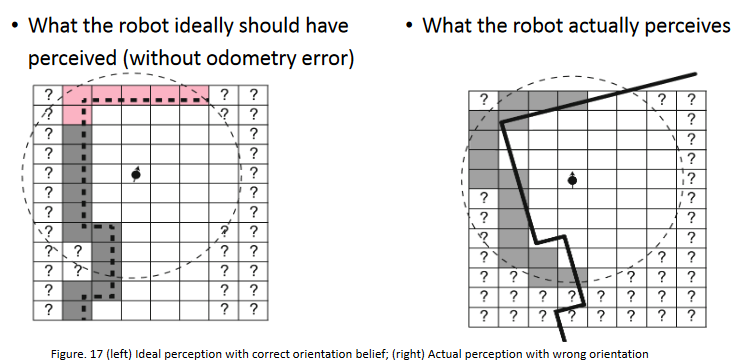 • What the robot ideally should have
perceived (without odometry error)
? ? ?
? ? ?
? ?
? ?
? ?
? ?
? ?
? ? ?
? ? ? ?
? ? ? ?
? ? ?
? ? ?
• What the robot actually perceives
? ? ?
?
?
?
?
? ?
? ?
? ?
? ? ?
? ? ? ? ?
? ? ? ? ? ? ? ?
? ? ? ? ? ? ? ?
Figure. 17 (left) Ideal perception with correct orientation belief; (right) Actual perception with wrong orientation